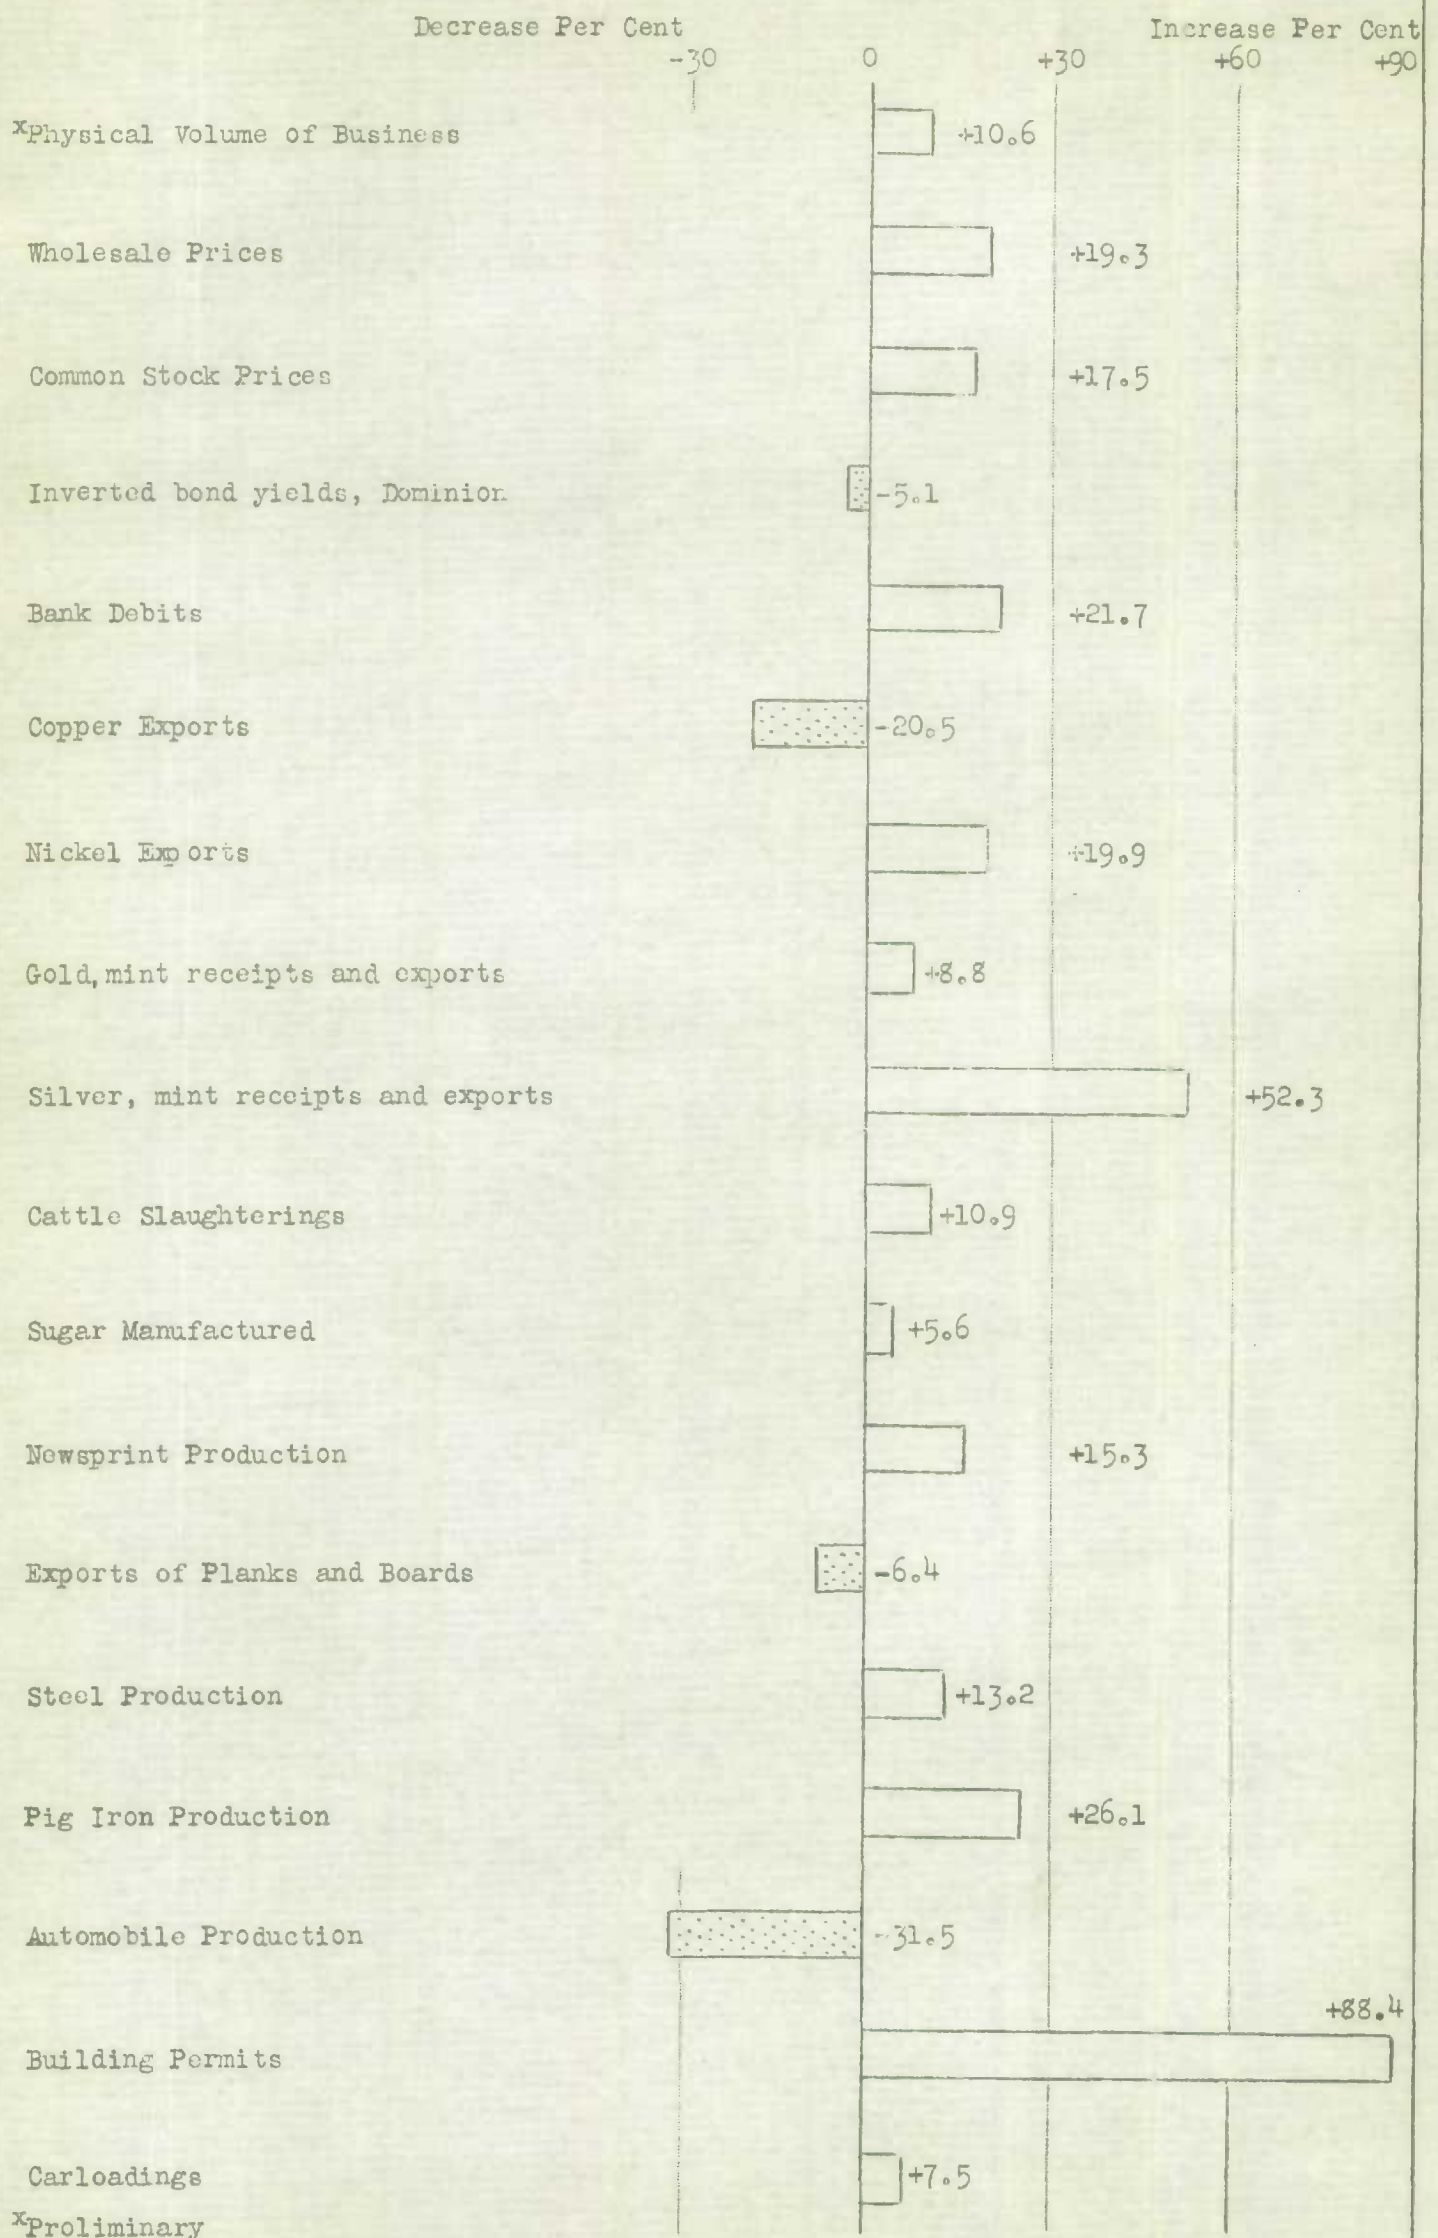 Decrease Per Cent Increase Per Cent
-30 0 +30 +60 +90
xPhysical Volume of Business +10.6
Wholesale Prices +19.3
Common Stock Prices +17.5
Inverted bond yields, Dominion -5.1
Bank Debits +21.7
Copper Exports -20.5
Nickel Exports +19.9
Gold, mint receipts and exports +8.8
Silver, mint receipts and exports +52.3
Cattle Slaughterings +10.9
Sugar Manufactured +5.6
Newsprint Production +15.3
Exports of Planks and Boards -6.4
Steel Production +13.2
Pig Iron Production +26.1
Automobile Production -31.5
+88.4
Building Permits
Carloadings +7.5
xPreliminary